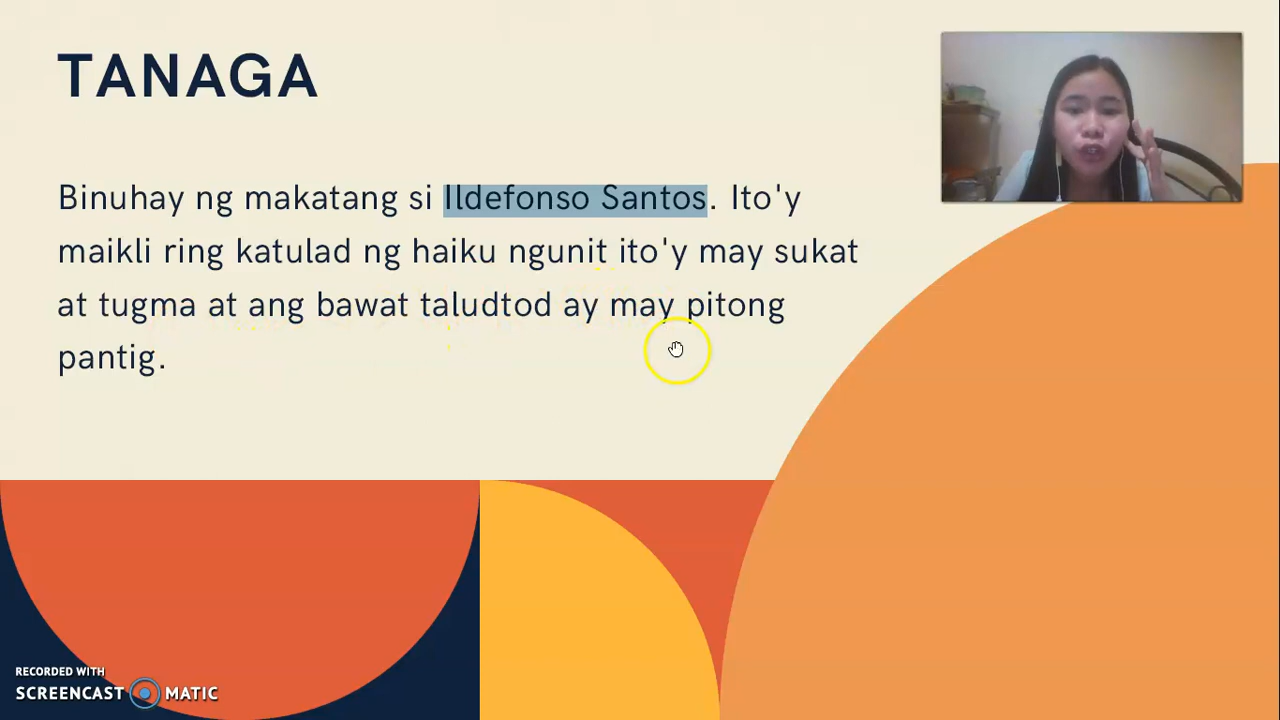 TANAGA
Binuhay ng makatang si Ildefonso Santos. Ito'y
maikli ring katulad ng haiku ngunit ito'y may sukat
at tugma at ang bawat taludtod ay may pitong
pantig.
RECORDED WITH
SCREENCAST MATIC